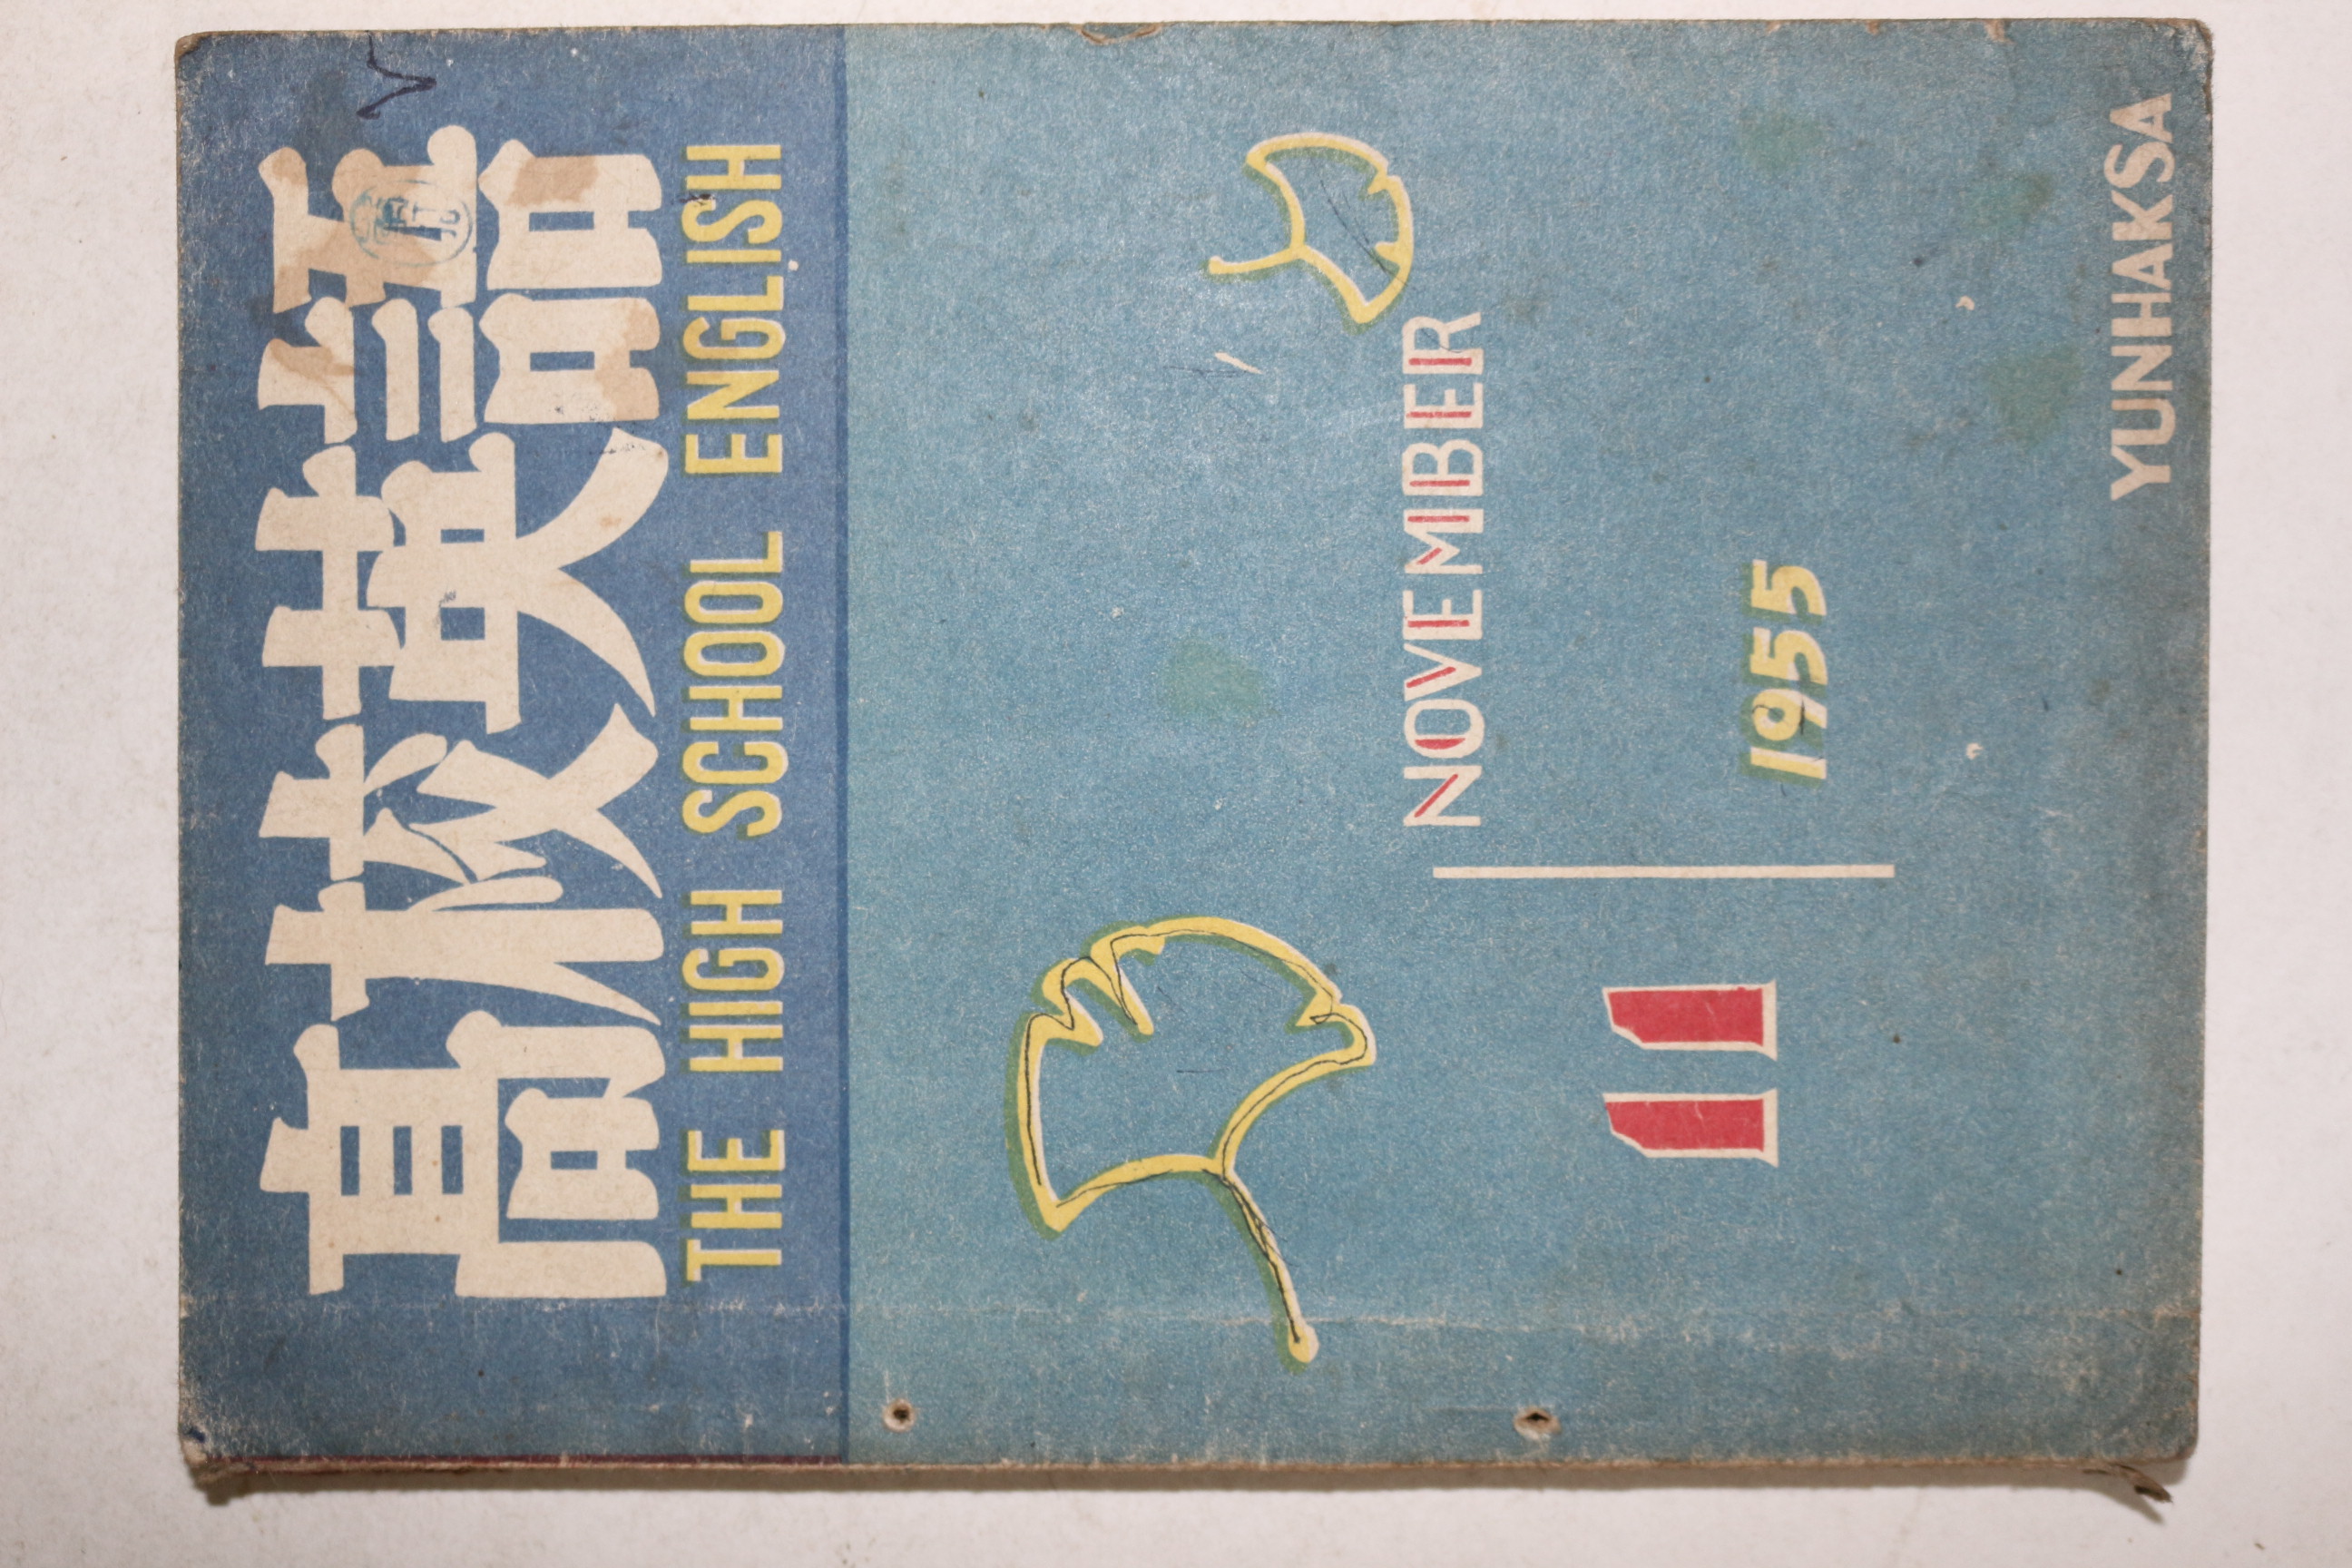 高校英語
THE HIGH SCHOOL ENGLISH
NOVEMBER
11
1955
YUNHAKSA